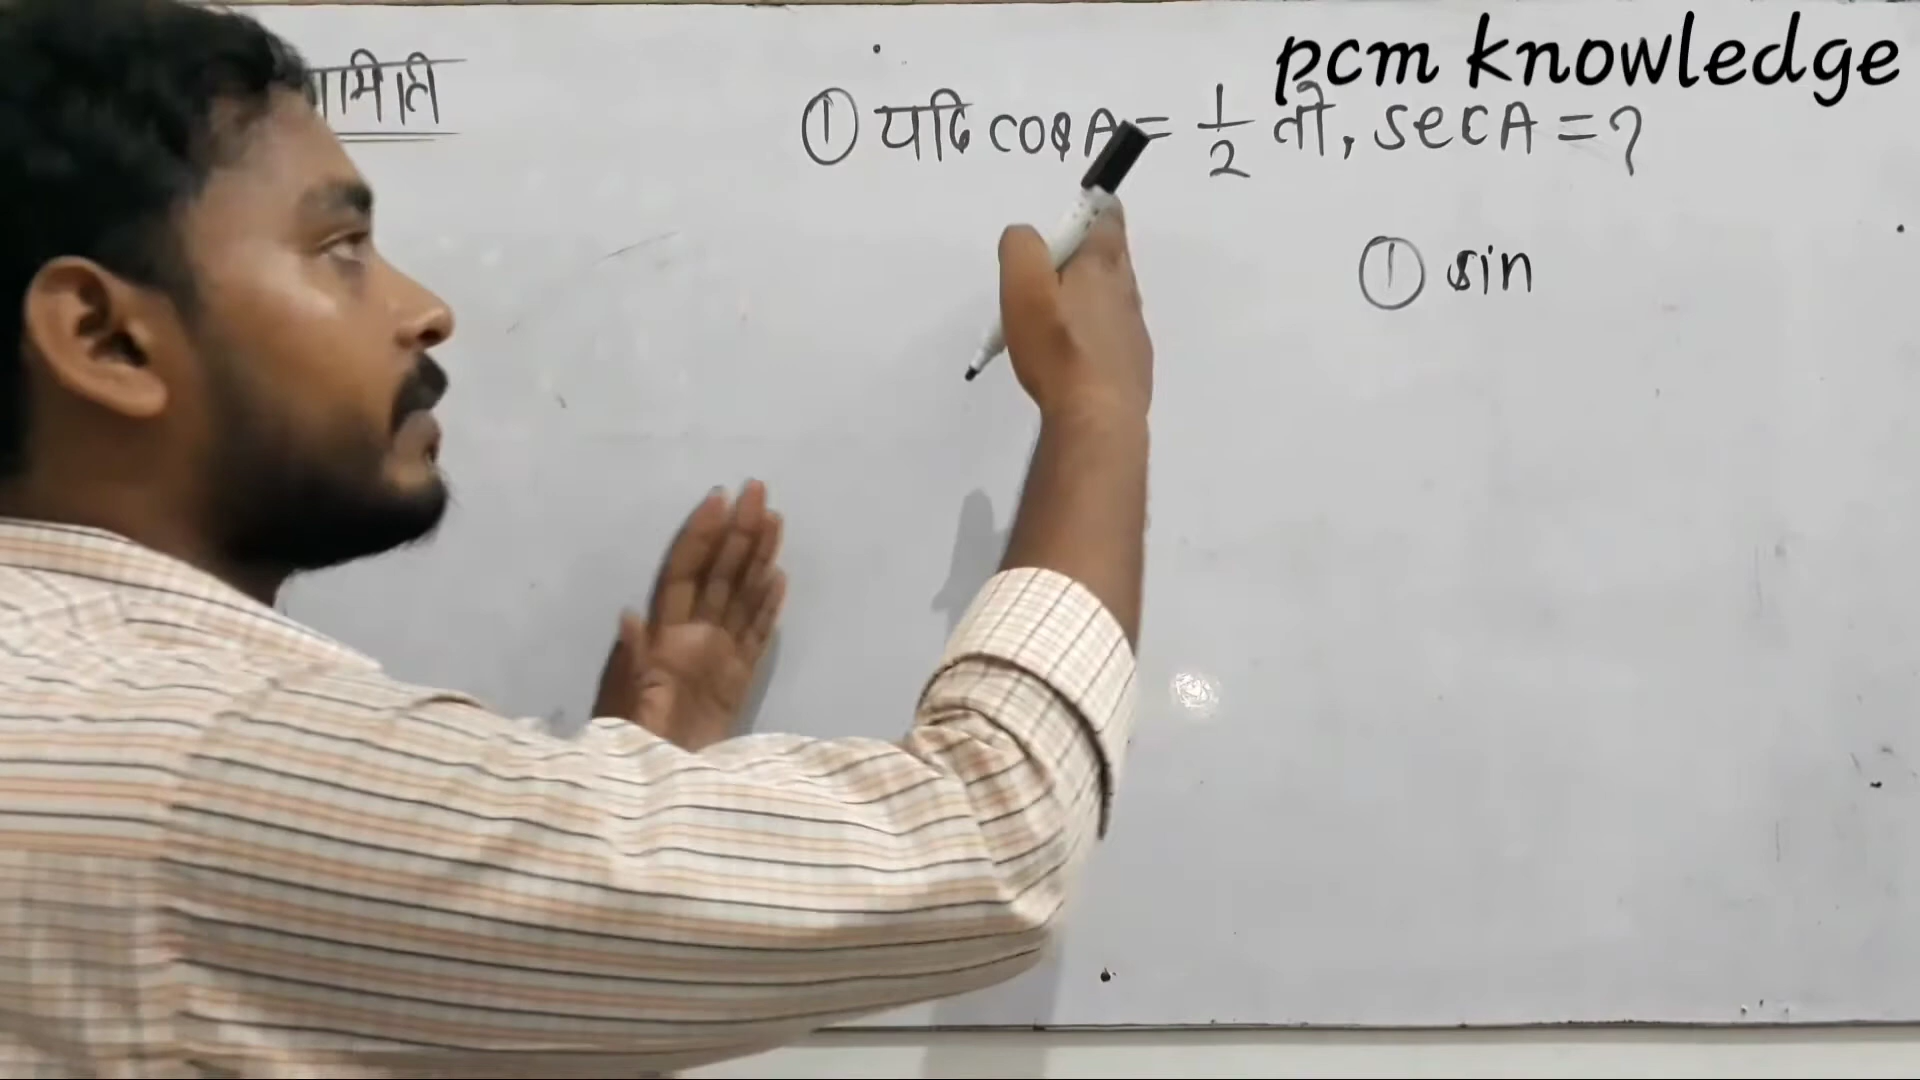 pcm knowledge
① यदि cosA = 1/2 तो, secA = ?
① sin